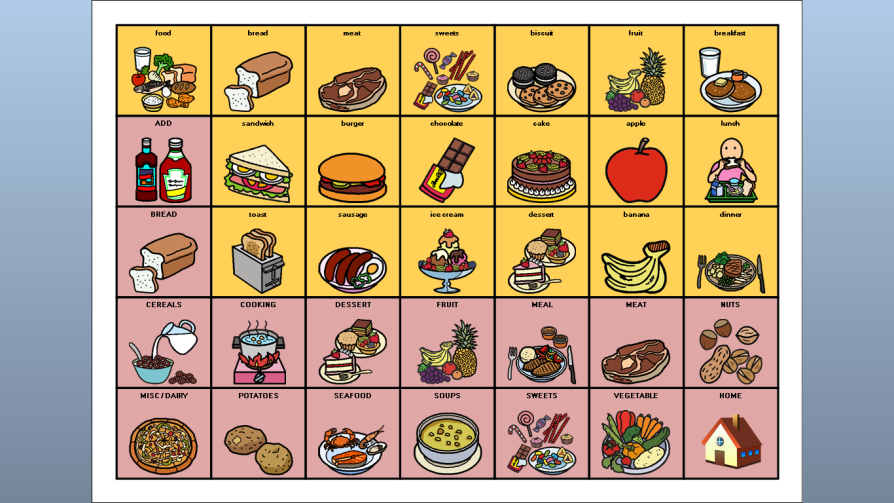 food
bread
meat
sweets
biscuit
fruit
breakfast
ADD
sandwich
burger
chocolate
cake
apple
lunch
BREAD
toast
sausage
ice cream
dessert
banana
dinner
CEREALS
COOKING
DESSERT
FRUIT
MEAL
MEAT
NUTS
MISC / DAIRY
POTATOES
SEAFOOD
SOUPS
SWEETS
VEGETABLE
HOME